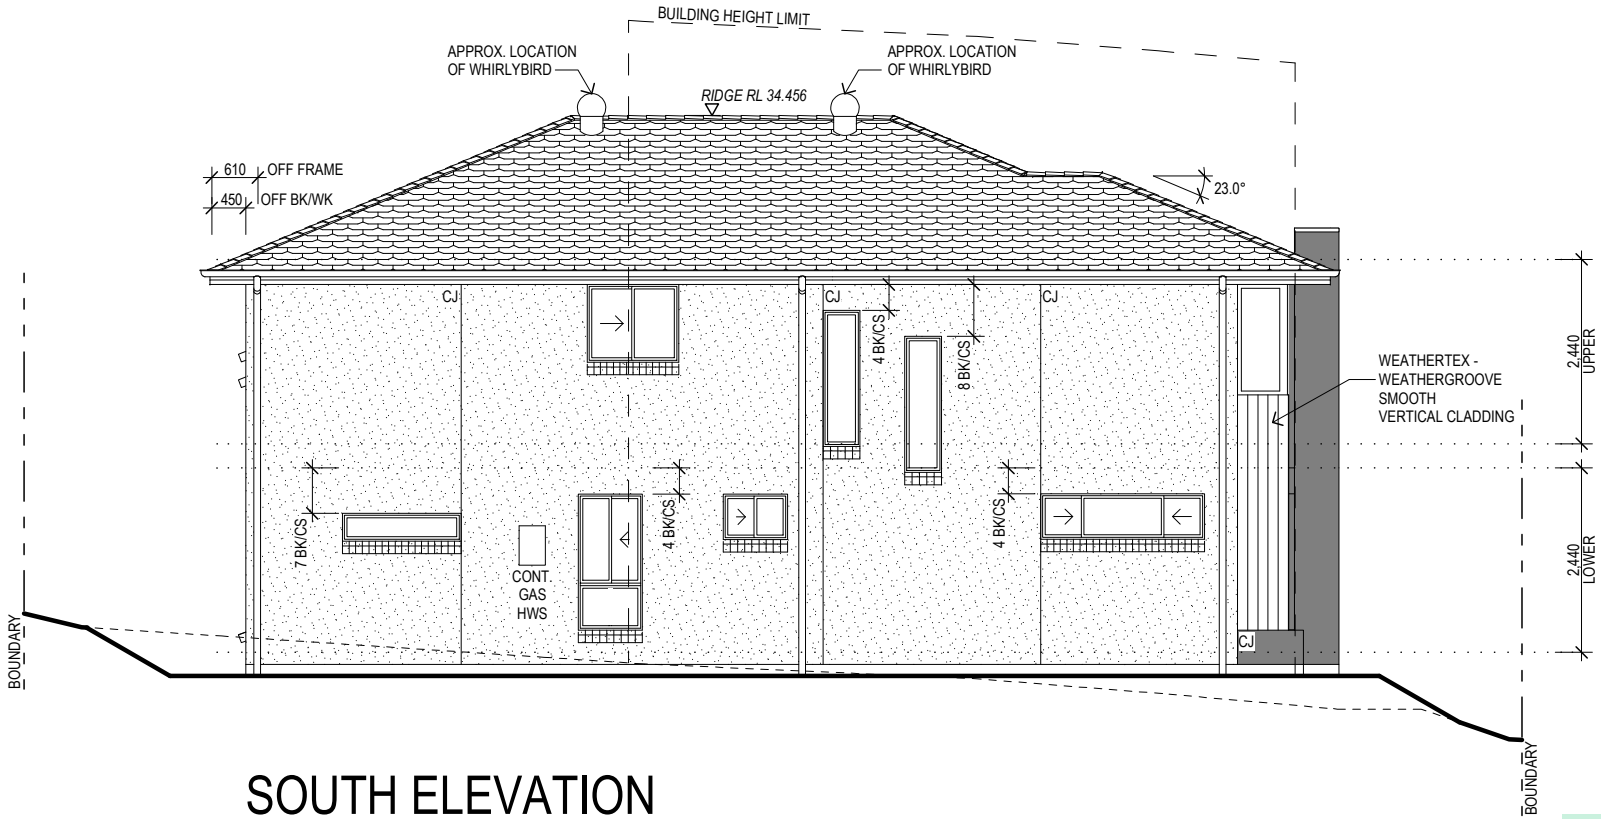 BUILDING HEIGHT LIMIT
APPROX. LOCATION
OF WHIRLYBIRD
APPROX. LOCATION
OF WHIRLYBIRD
RIDGE RL 34.456
610
OFF FRAME
450
OFF BK/WK
23.0°
CJ
CJ
CJ
4 BK/CS
8 BK/CS
2,440
UPPER
WEATHERTEX -
WEATHERGROOVE
SMOOTH
VERTICAL CLADDING
7 BK/CS
4 BK/CS
4 BK/CS
2,440
LOWER
CONT.
GAS
HWS
CJ
BOUNDARY
BOUNDARY
SOUTH ELEVATION